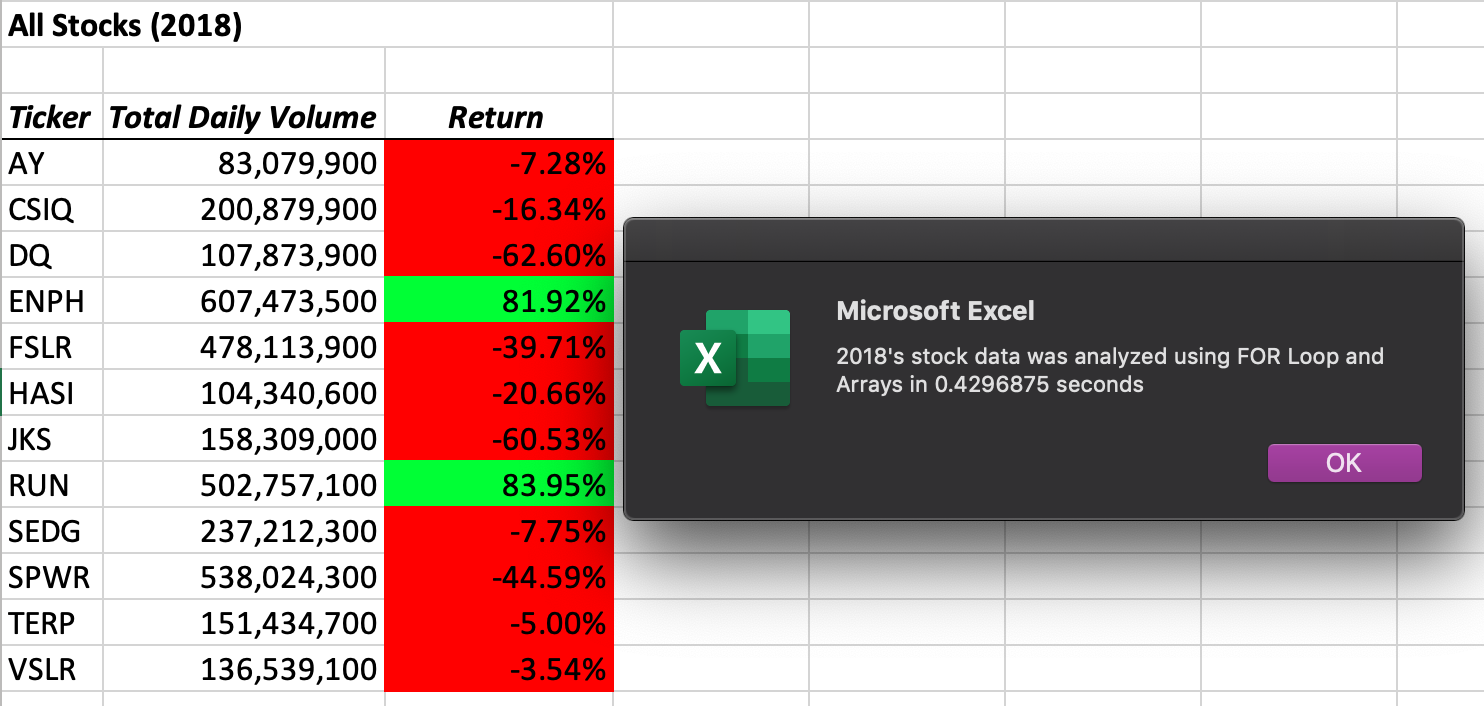 All Stocks (2018)
Ticker Total Daily Volume Return
AY 83,079,900 -7.28%
CSIQ 200,879,900 -16.34%
DQ 107,873,900 -62.60%
ENPH 607,473,500 81.92%
FSLR 478,113,900 -39.71%
HASI 104,340,600 -20.66%
JKS 158,309,000 -60.53%
RUN 502,757,100 83.95%
SEDG 237,212,300 -7.75%
SPWR 538,024,300 -44.59%
TERP 151,434,700 -5.00%
VSLR 136,539,100 -3.54%
X
Microsoft Excel
2018's stock data was analyzed using FOR Loop and
Arrays in 0.4296875 seconds
OK